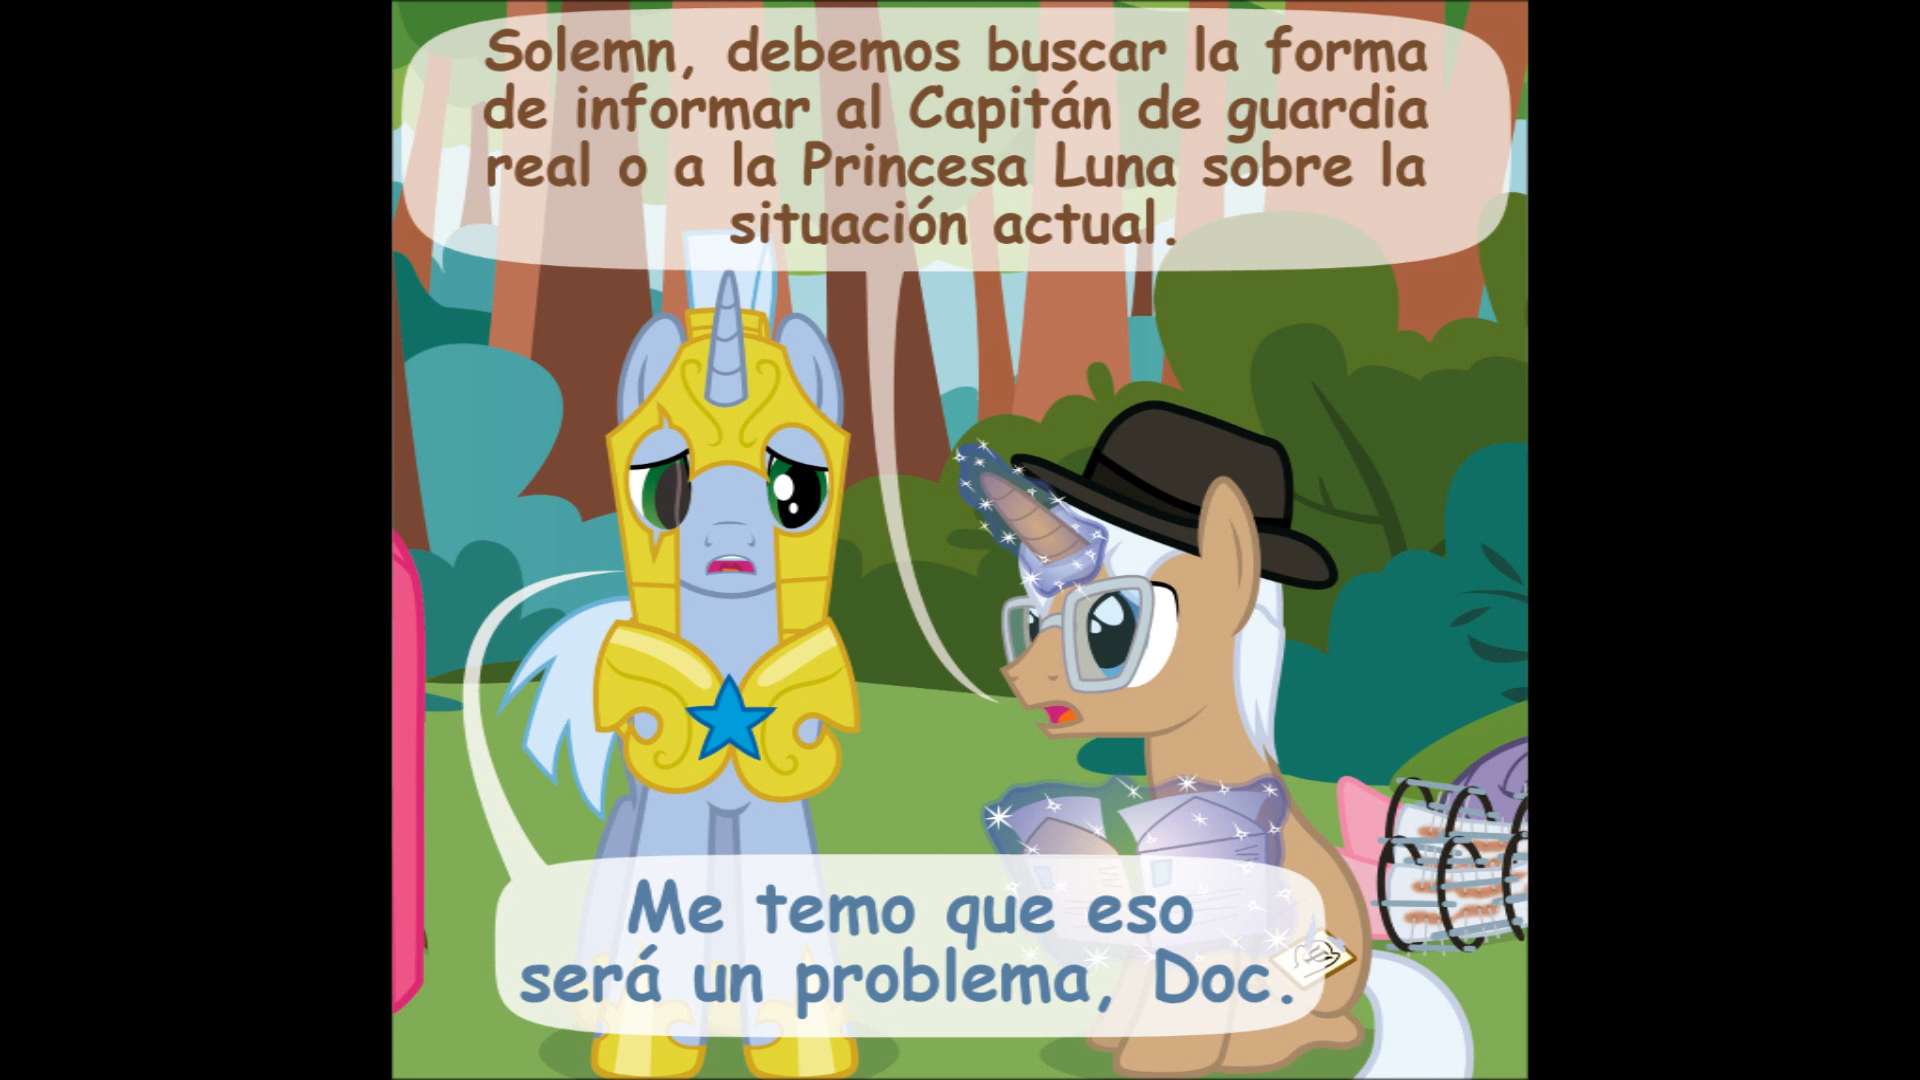 Solemn, debemos buscar la forma
de informar al Capitán de guardia
real o a la Princesa Luna sobre la
situación actual.
Me temo que eso
será un problema, Doc.